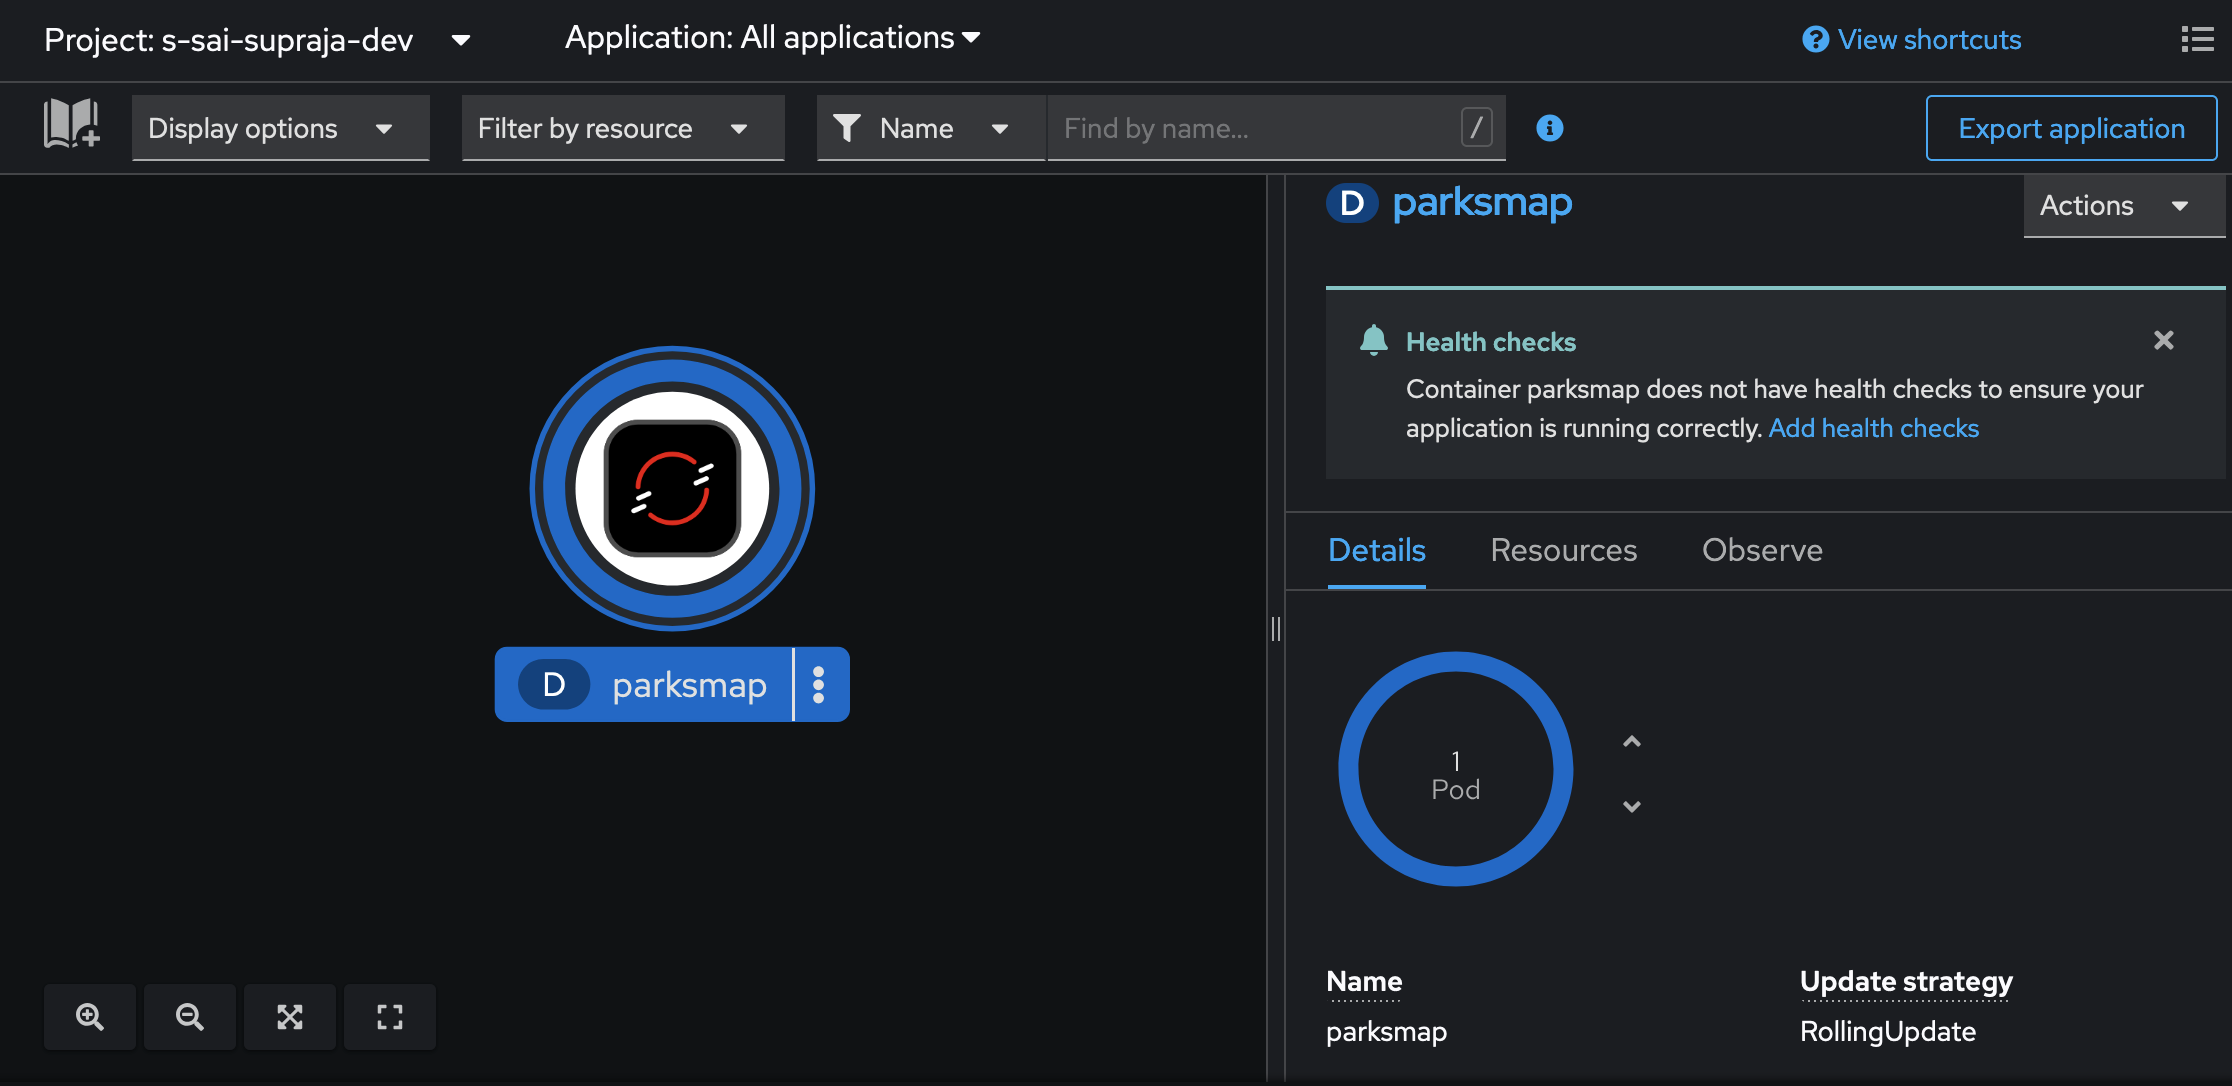 Project: s-sai-supraja-dev
Application: All applications
View shortcuts
Display options
Filter by resource
Name
Find by name...
/
Export application
D parksmap
Actions
Health checks
Container parksmap does not have health checks to ensure your
application is running correctly. Add health checks
Details
Resources
Observe
D parksmap
1
Pod
Name
parksmap
Update strategy
RollingUpdate